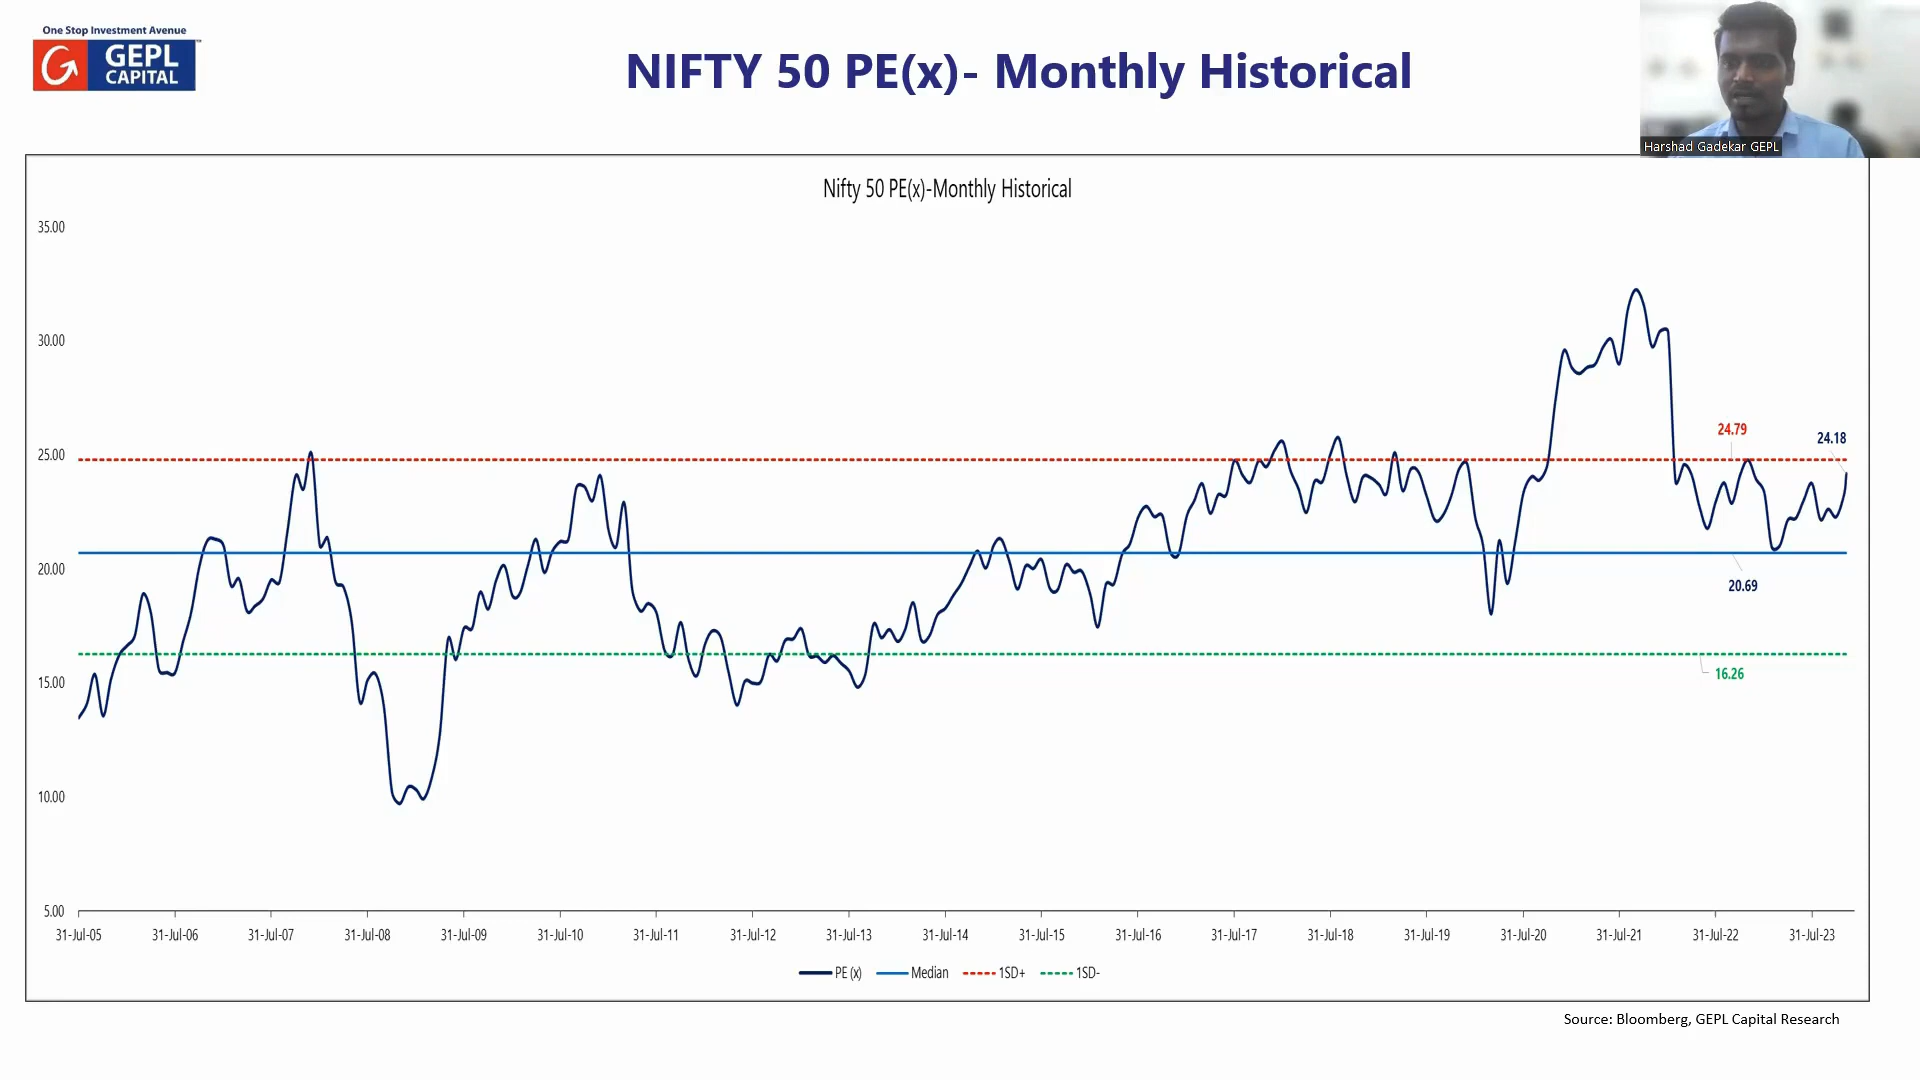 One Stop Investment Avenue
GEPL
CAPITAL
NIFTY 50 PE(x)- Monthly Historical
Harshad Gadekar GEPL
Nifty 50 PE(x)-Monthly Historical
35.00
30.00
25.00
20.00
15.00
10.00
5.00
24.79
24.18
20.69
16.26
31-Jul-05 31-Jul-06 31-Jul-07 31-Jul-08 31-Jul-09 31-Jul-10 31-Jul-11 31-Jul-12 31-Jul-13 31-Jul-14 31-Jul-15 31-Jul-16 31-Jul-17 31-Jul-18 31-Jul-19 31-Jul-20 31-Jul-21 31-Jul-22 31-Jul-23
PE (x) Median 1SD+ 1SD-
Source: Bloomberg, GEPL Capital Research